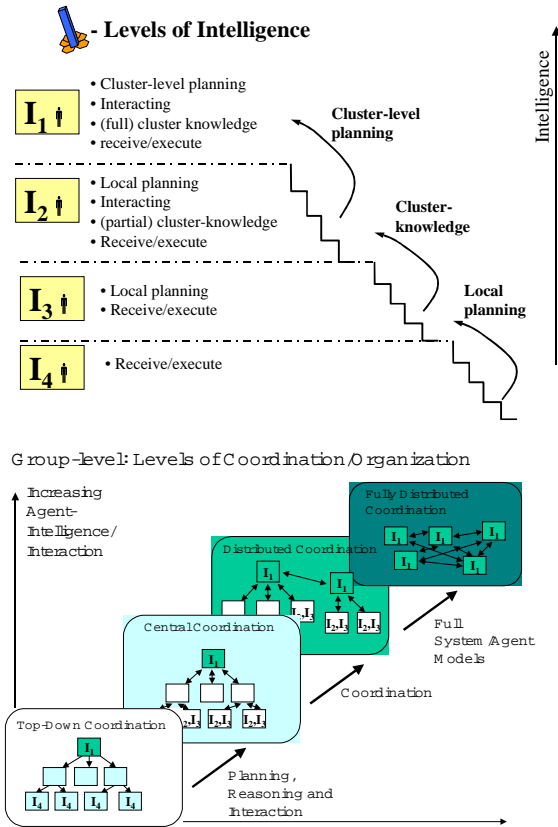 - Levels of Intelligence
Intelligence
I1
• Cluster-level planning
• Interacting
• (full) cluster knowledge
• receive/execute
Cluster-level
planning
I2
• Local planning
• Interacting
• (partial) cluster-knowledge
• Receive/execute
Cluster-
knowledge
I3
• Local planning
• Receive/execute
Local
planning
I4
• Receive/execute
Group-level: Levels of Coordination/Organization
Increasing
Agent-
Intelligence/
Interaction
Fully Distributed
Coordination
I1 I1 I1
I1 I1
Distributed Coordination
I1 I1
I2,I3 I2,I3 I2,I3
Full
System/Agent
Models
Central Coordination
I1
I2,I3 I2,I3 I2,I3
Coordination
Top-Down Coordination
I1
I4 I4 I4 I4
Planning,
Reasoning and
Interaction